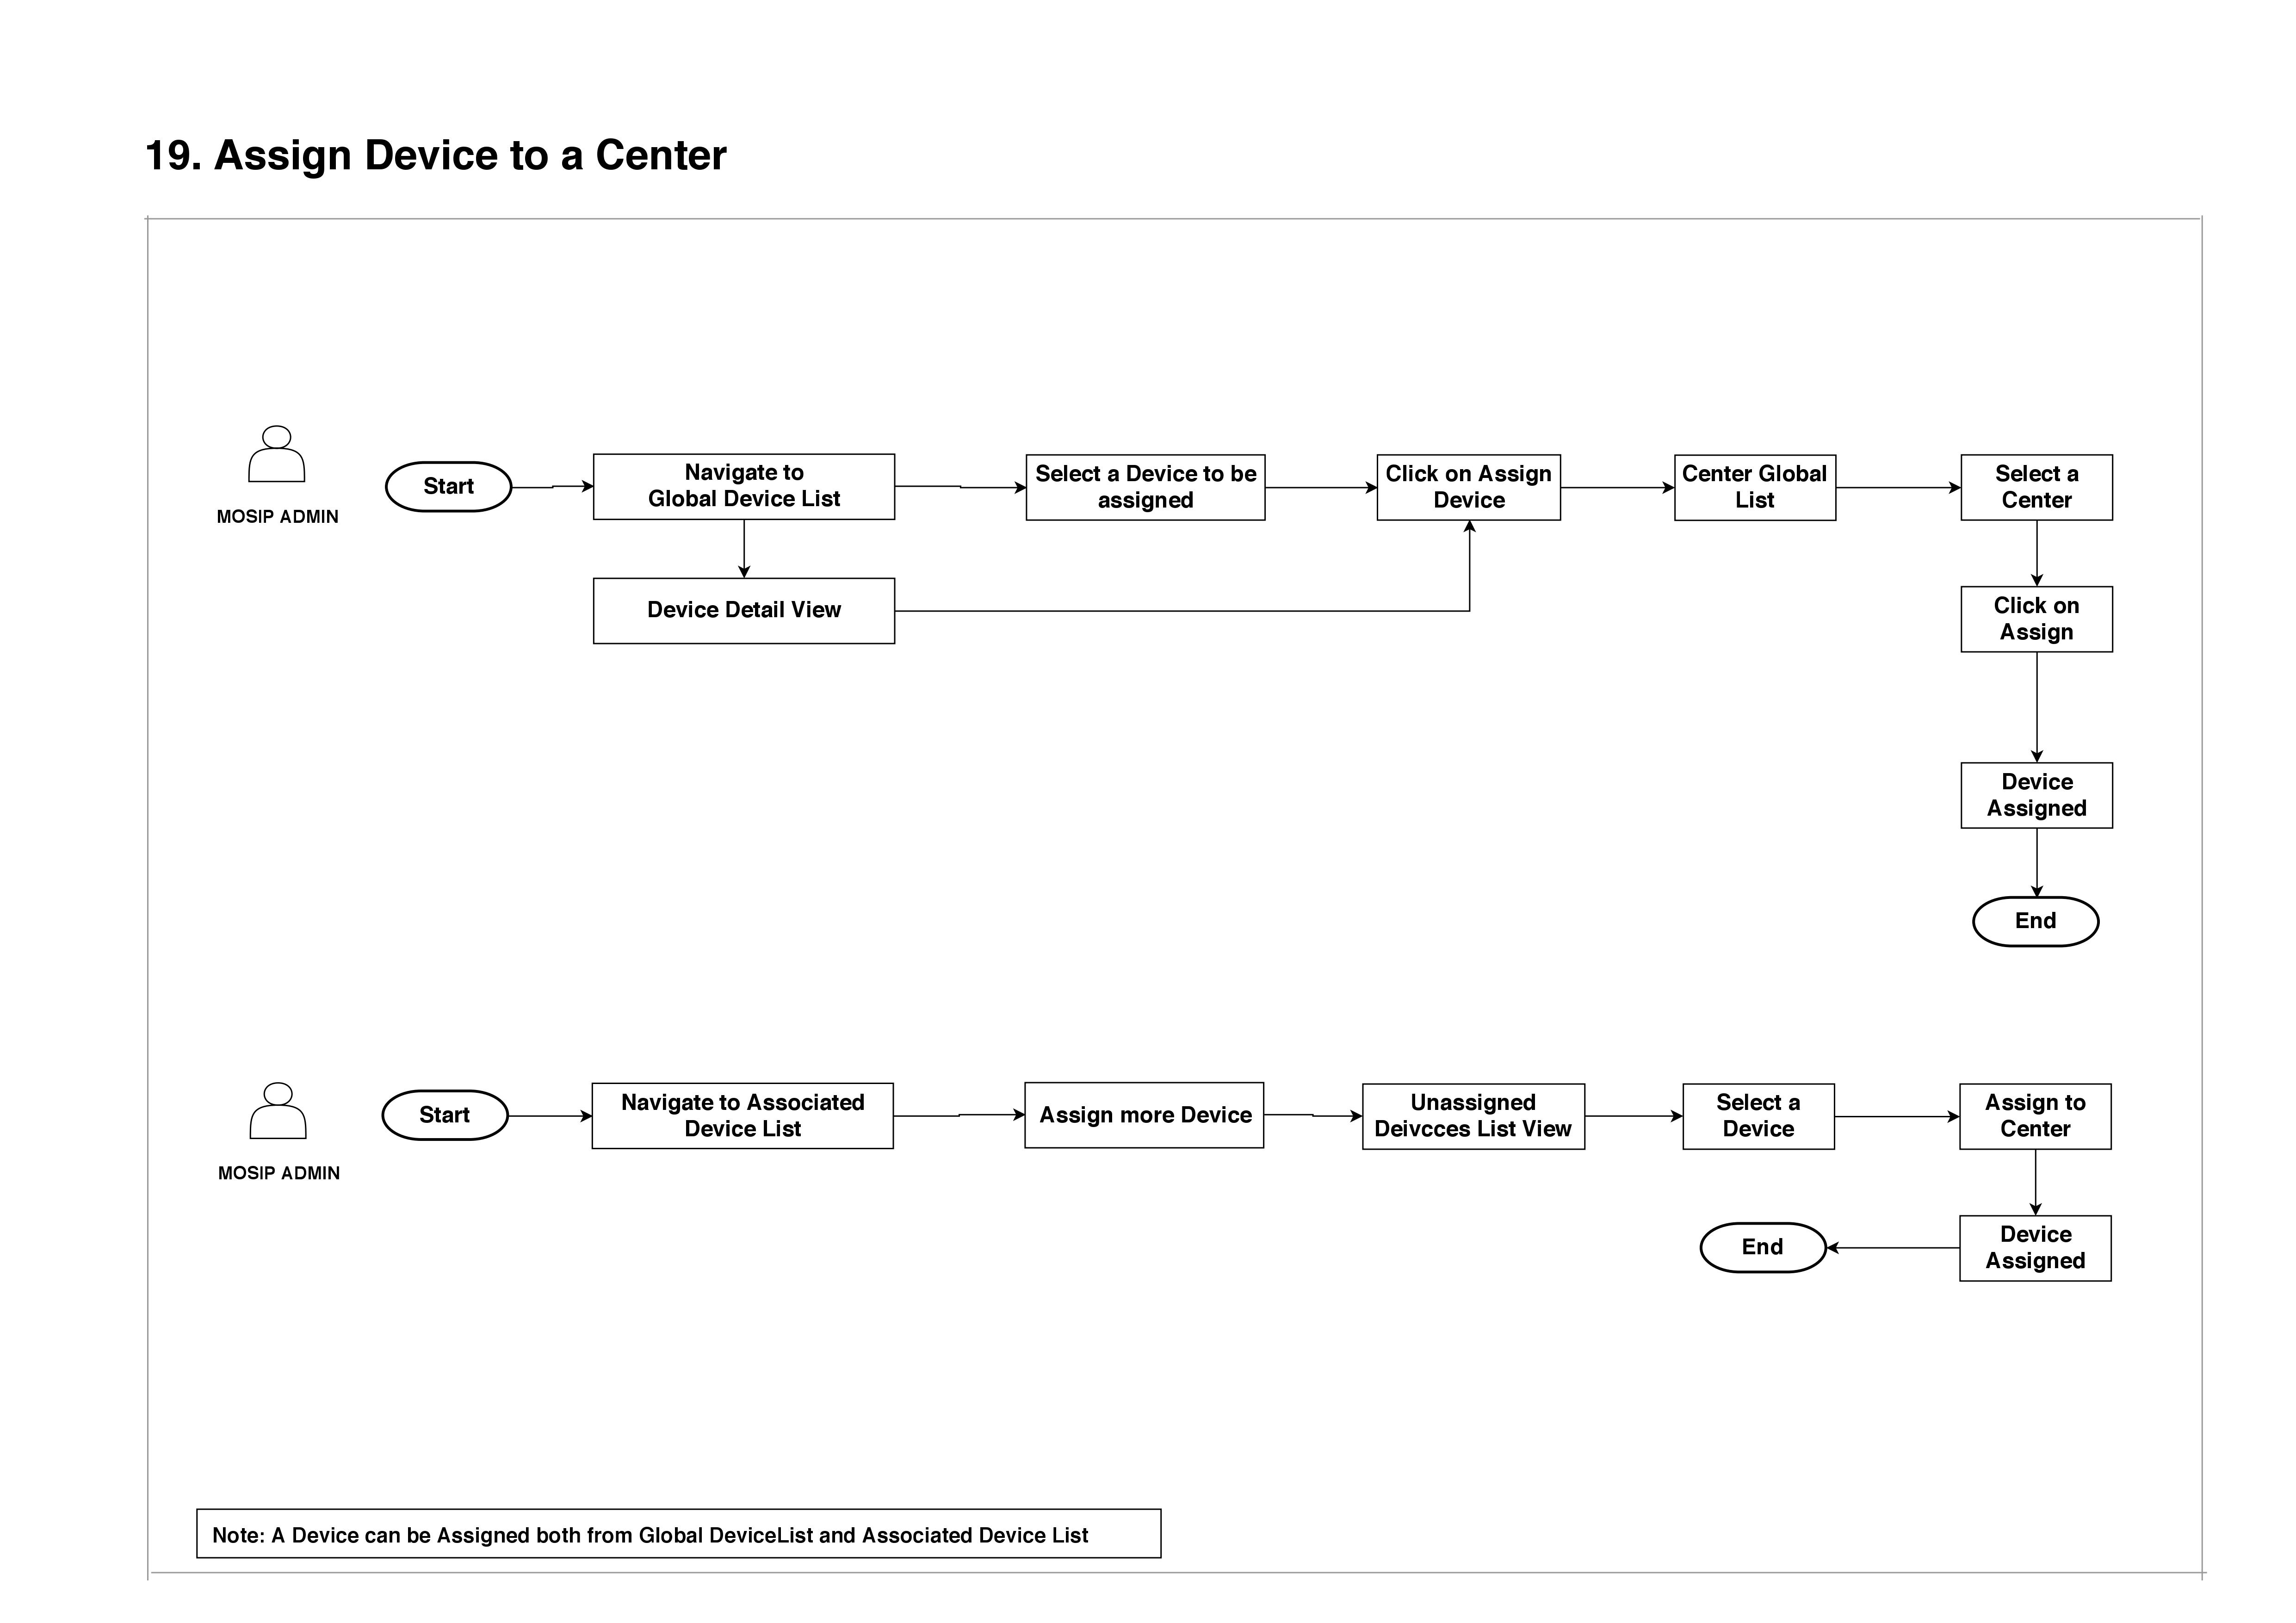 19. Assign Device to a Center
MOSIP ADMIN
Start
Navigate to
Global Device List
Select a Device to be
assigned
Click on Assign
Device
Center Global
List
Select a
Center
Device Detail View
Click on
Assign
Device
Assigned
End
MOSIP ADMIN
Start
Navigate to Associated
Device List
Assign more Device
Unassigned
Deivcces List View
Select a
Device
Assign to
Center
Device
Assigned
End
Note: A Device can be Assigned both from Global DeviceList and Associated Device List